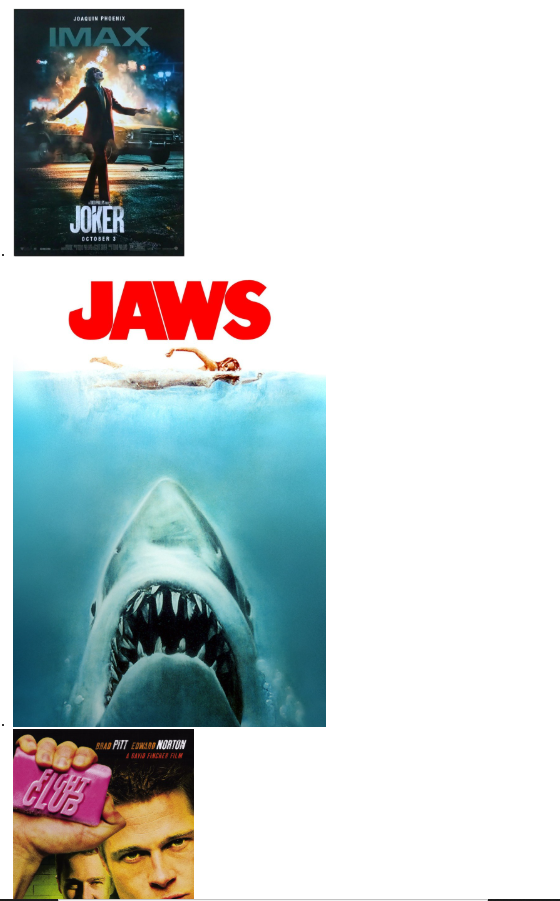 JOAQUIN PHOENIX
IMAX
JOKER
OCTOBER 3
JAWS
BRAD PITT EDWARD NORTON
A DAVID FINCHER FILM
FIGHT
CLUB